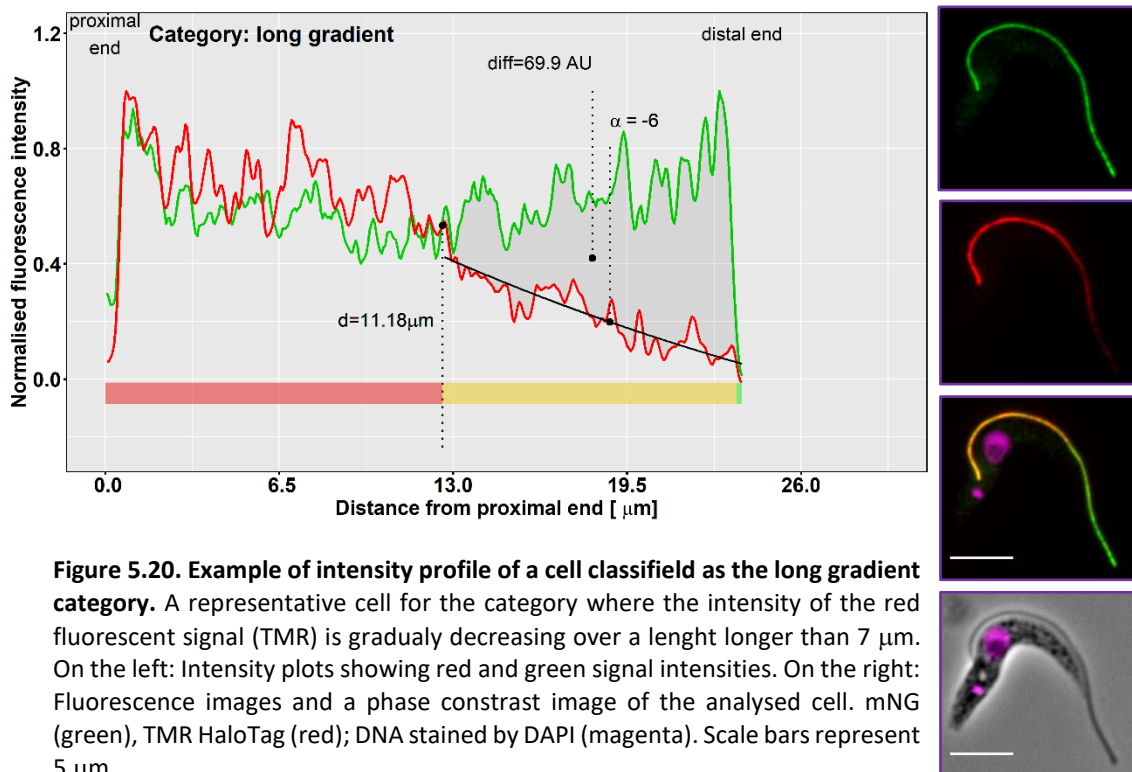 proximal end
Category: long gradient
distal end
diff=69.9 AU
α = -6
d=11.18μm
Normalised fluorescence intensity
1.2
0.8
0.4
0.0
0.0 6.5 13.0 19.5 26.0
Distance from proximal end [ μm]
Figure 5.20. Example of intensity profile of a cell classifield as the long gradient
category. A representative cell for the category where the intensity of the red
fluorescent signal (TMR) is gradualy decreasing over a lenght longer than 7 μm.
On the left: Intensity plots showing red and green signal intensities. On the right:
Fluorescence images and a phase constrast image of the analysed cell. mNG
(green), TMR HaloTag (red); DNA stained by DAPI (magenta). Scale bars represent
5 μm